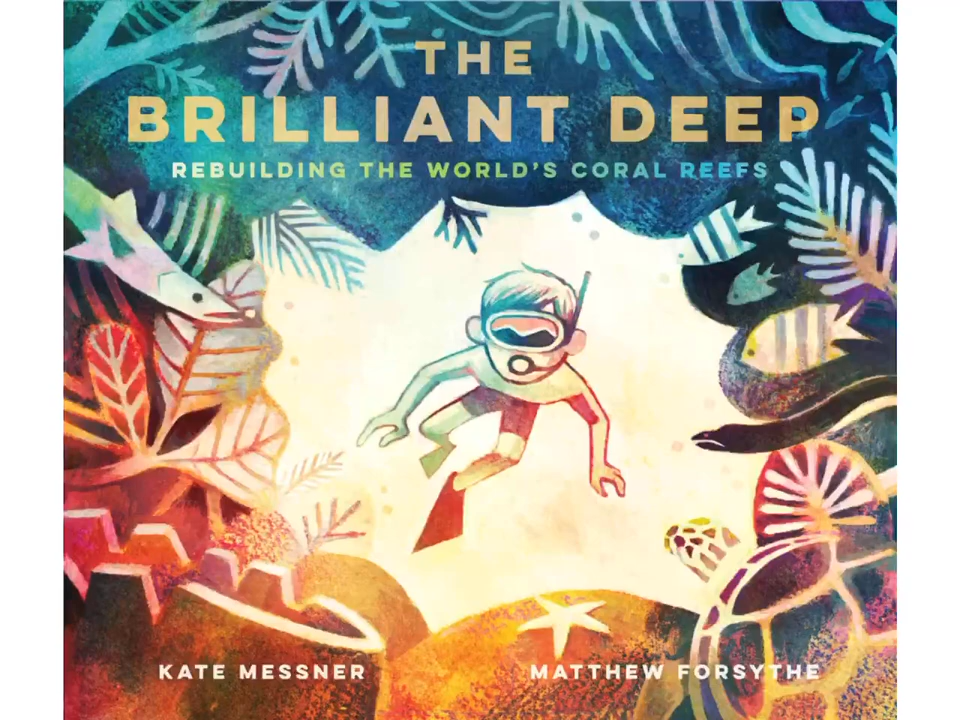 THE
BRILLIANT DEEP
REBUILDING THE WORLD'S CORAL REEFS
KATE MESSNER
MATTHEW FORSYTHE